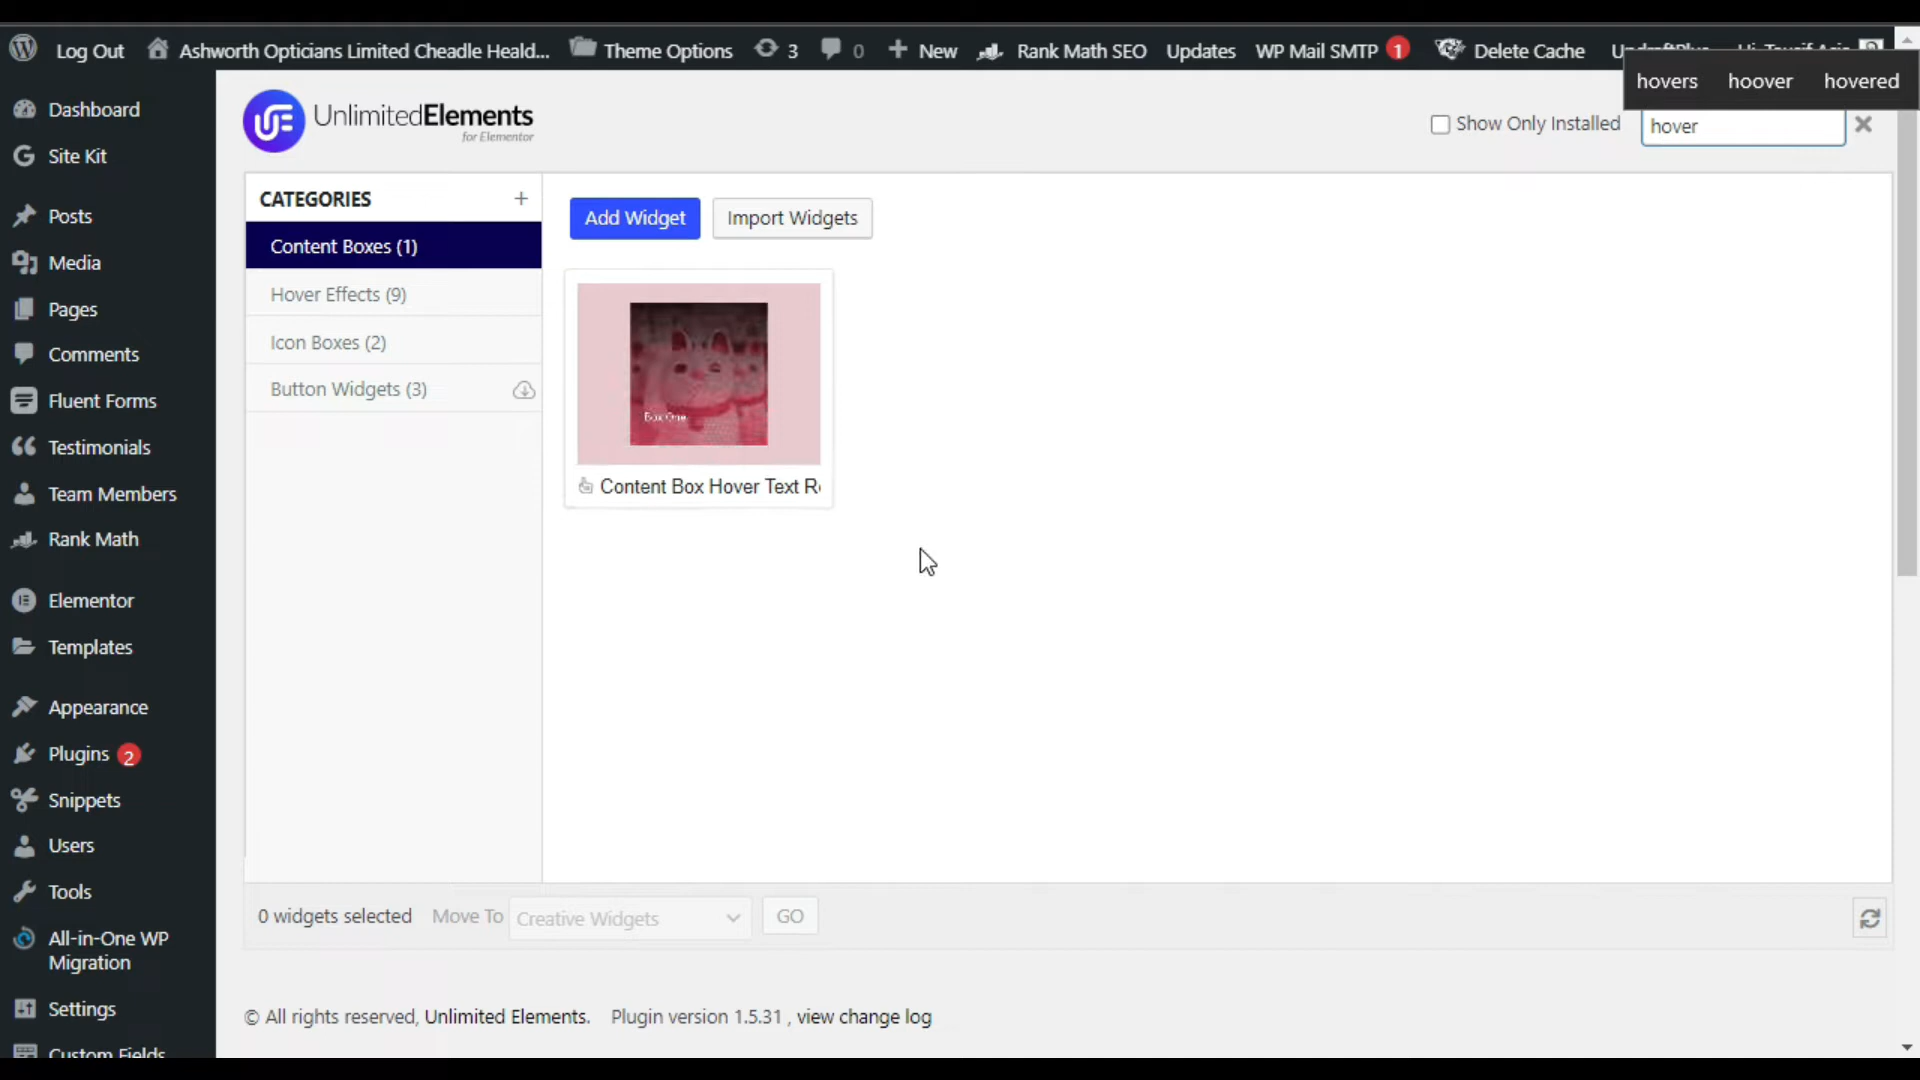 Log Out
Ashworth Opticians Limited Cheadle Heald...
Theme Options
3
0
New
Rank Math SEO
Updates
WP Mail SMTP 1
Delete Cache
hovers hoover hovered
Dashboard
Site Kit
Posts
Media
Pages
Comments
Fluent Forms
Testimonials
Team Members
Rank Math
Elementor
Templates
Appearance
Plugins 2
Snippets
Users
Tools
All-in-One WP
Migration
Settings
Custom Fields
UnlimitedElements
for Elementor
Show Only Installed
hover
CATEGORIES +
Content Boxes (1)
Hover Effects (9)
Icon Boxes (2)
Button Widgets (3)
Add Widget
Import Widgets
Box One
Content Box Hover Text R
0 widgets selected
Move To
Creative Widgets
GO
© All rights reserved, Unlimited Elements. Plugin version 1.5.31 , view change log